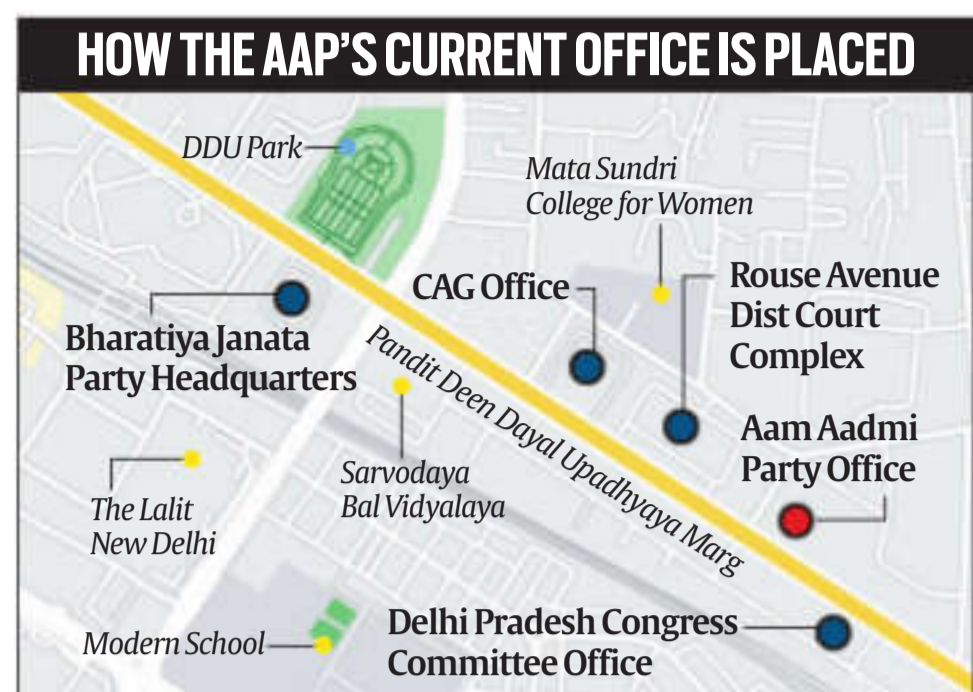 HOW THE AAP'S CURRENT OFFICE IS PLACED
DDU Park
Mata Sundri
College for Women
CAG Office
Rouse Avenue
Dist Court
Complex
Bharatiya Janata
Party Headquarters
Pandit Deen Dayal Upadhyaya Marg
Aam Aadmi
Party Office
Sarvodaya
Bal Vidyalaya
The Lalit
New Delhi
Delhi Pradesh Congress
Committee Office
Modern School